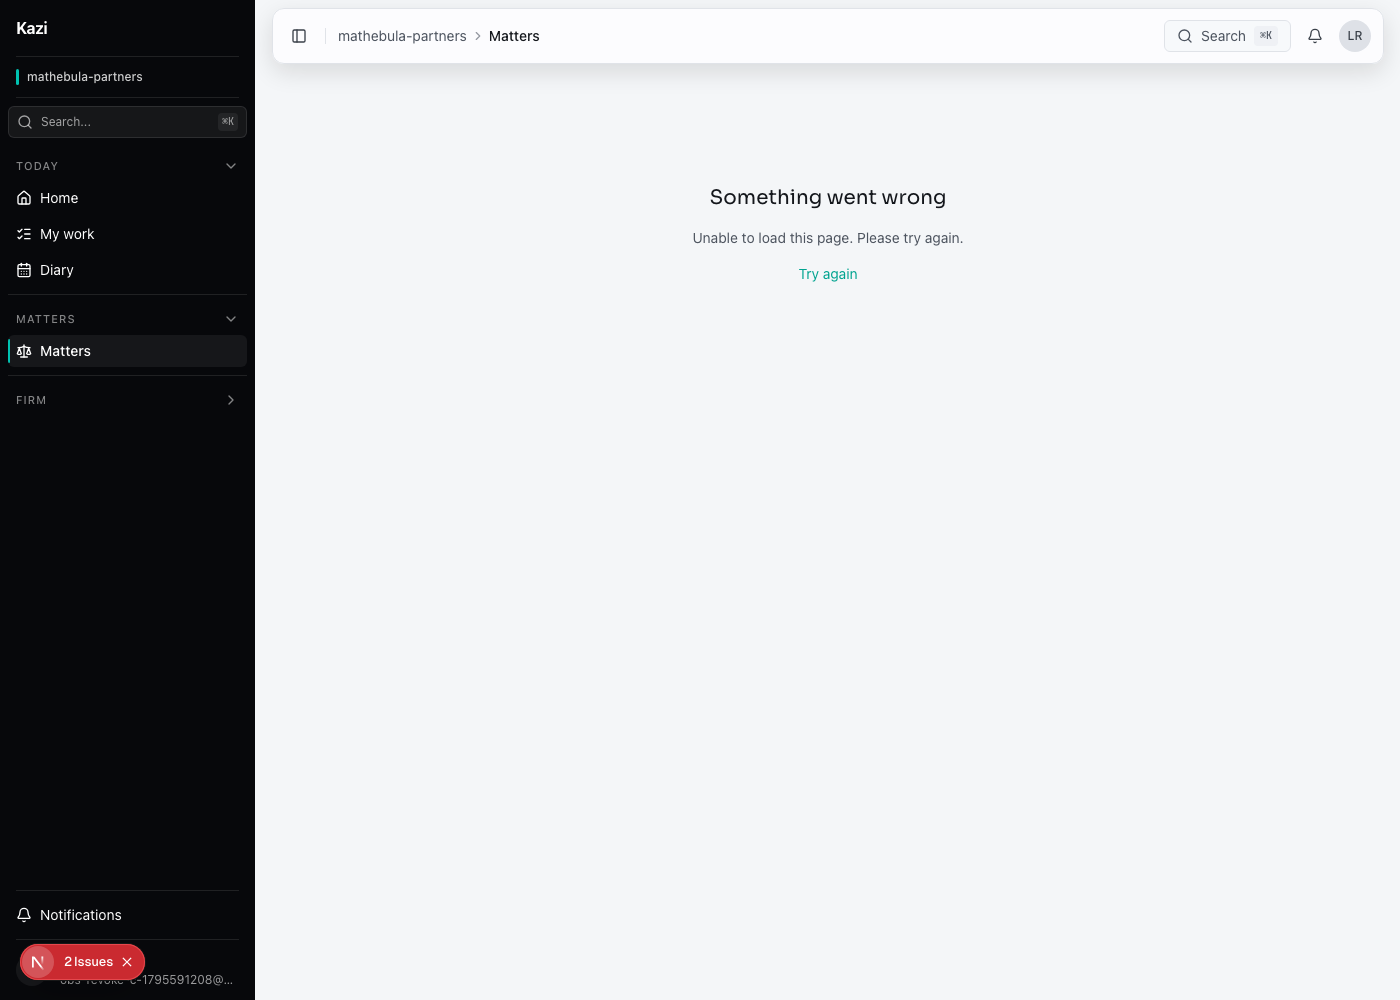 Kazi
mathebula-partners
Search... ⌘K
TODAY
Home
My work
Diary
MATTERS
Matters
FIRM
Notifications
2 Issues
c-1795591208@...
mathebula-partners > Matters
Search ⌘K
LR
Something went wrong
Unable to load this page. Please try again.
Try again